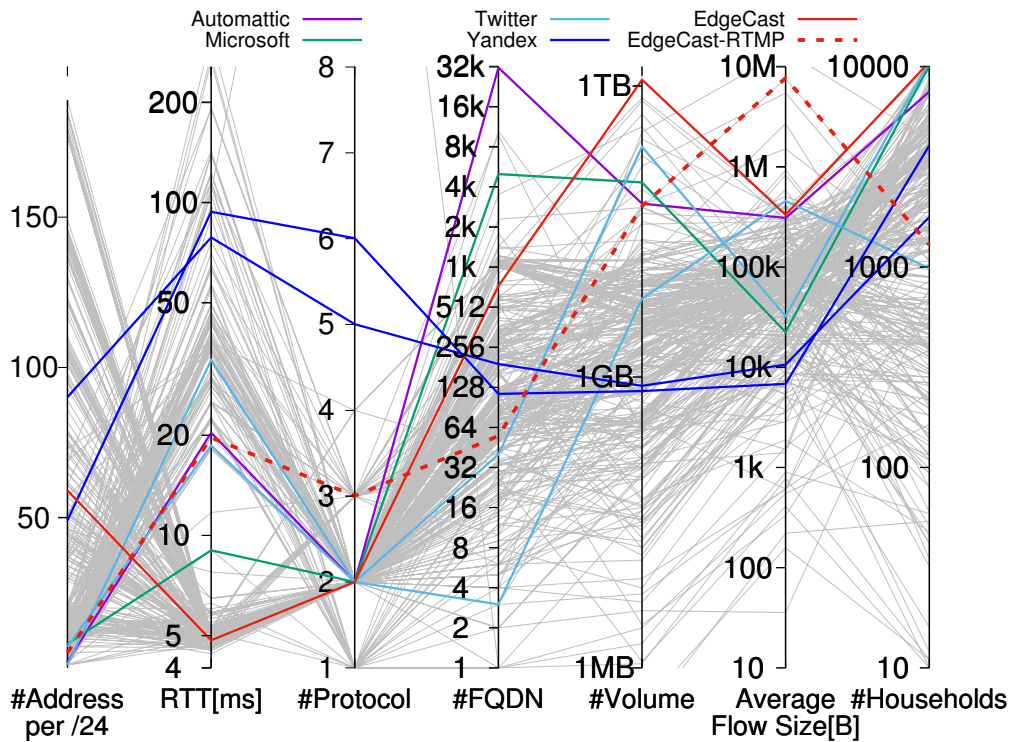 Automattic
Microsoft
Twitter
Yandex
EdgeCast
EdgeCast-RTMP
150
100
50
#Address
per /24
200
100
50
20
10
5
4
RTT[ms]
8
7
6
5
4
3
2
1
#Protocol
32k
16k
8k
4k
2k
1k
512
256
128
64
32
16
8
4
2
1
#FQDN
1TB
1GB
1MB
#Volume
10M
1M
100k
10k
1k
100
10
Average
Flow Size[B]
10000
1000
100
10
#Households